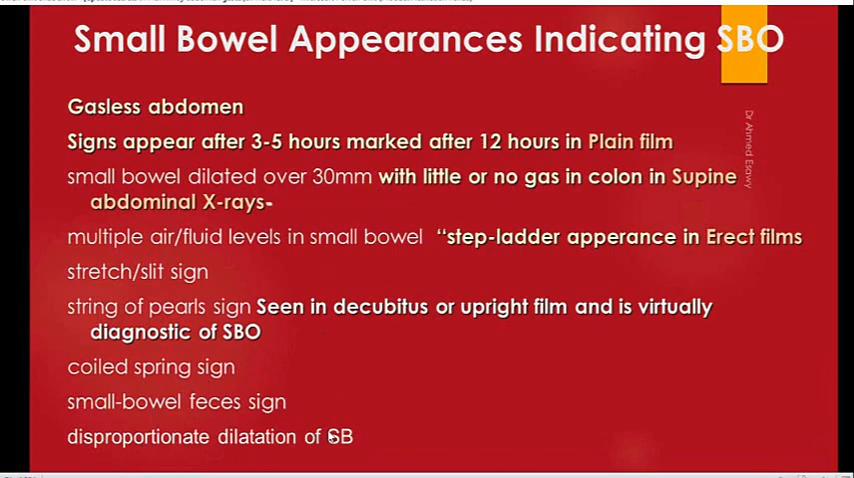 Small Bowel Appearances Indicating SBO
Gasless abdomen
Signs appear after 3-5 hours marked after 12 hours in Plain film
small bowel dilated over 30mm with little or no gas in colon in Supine
abdominal X-rays-
multiple air/fluid levels in small bowel “step-ladder apperance in Erect films
stretch/slit sign
string of pearls sign Seen in decubitus or upright film and is virtually
diagnostic of SBO
coiled spring sign
small-bowel feces sign
disproportionate dilatation of SB
Dr Ahmed Esawy